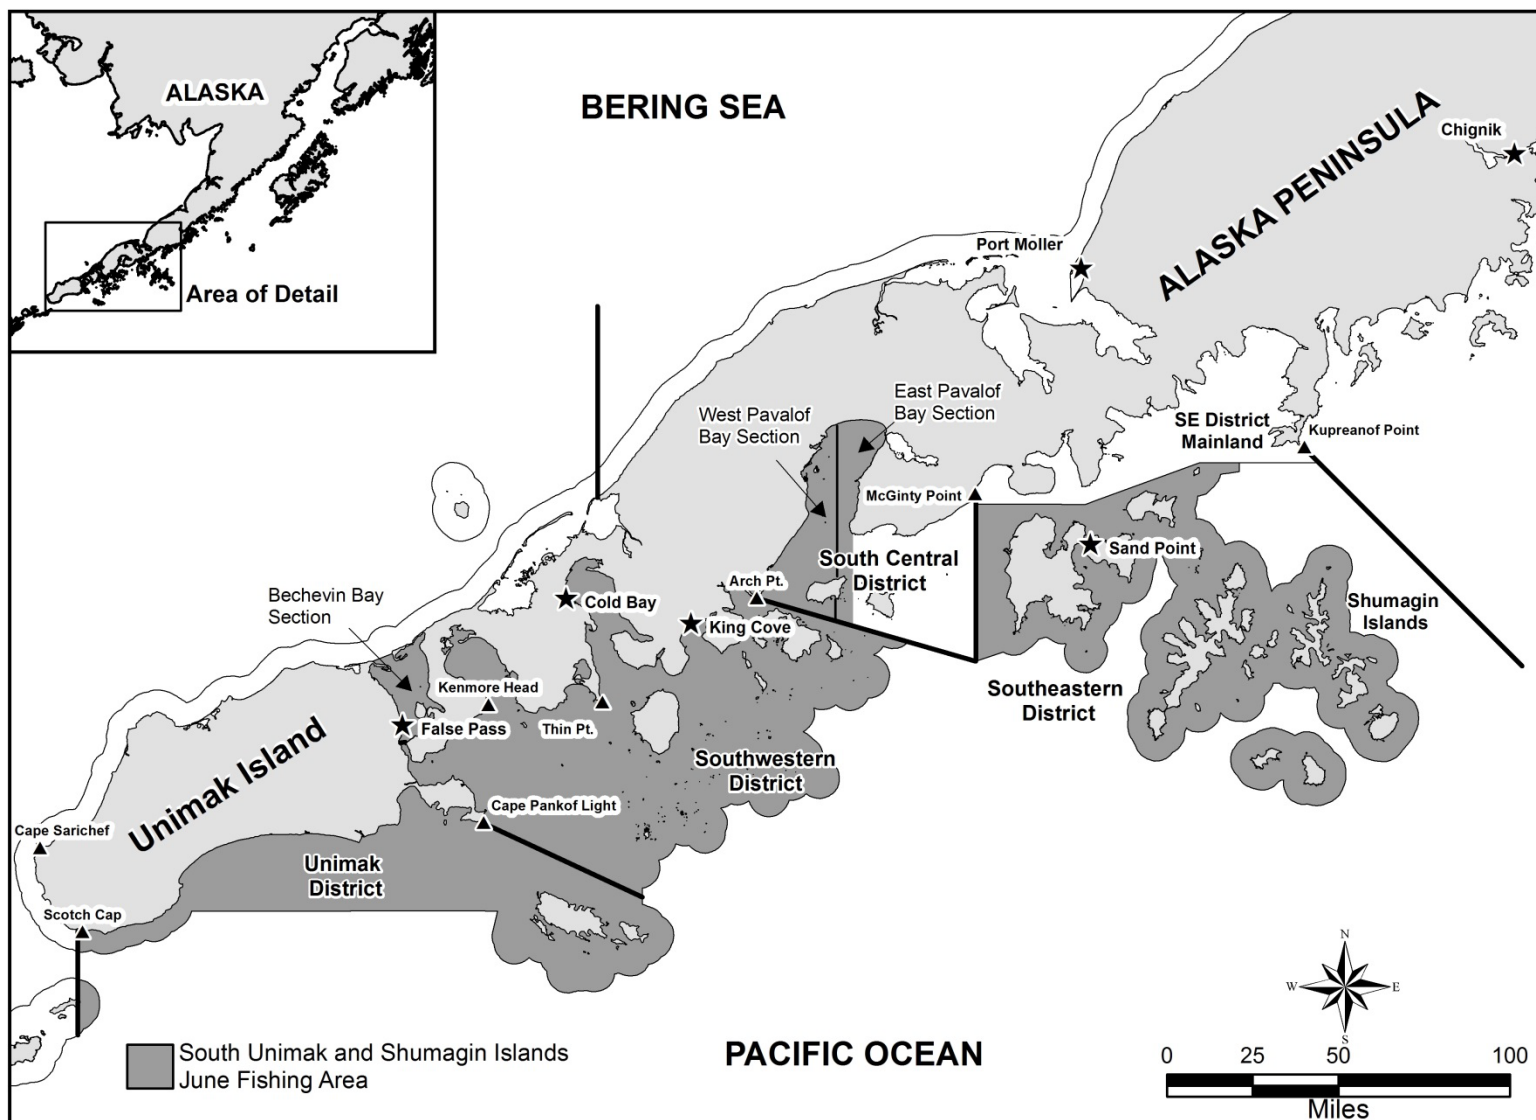 ALASKA
Area of Detail
BERING SEA
ALASKA PENINSULA
Chignik
Port Moller
East Pavalof
Bay Section
West Pavalof
Bay Section
SE District
Mainland
Kupreanof Point
McGinty Point
Sand Point
South Central
District
Arch Pt.
Shumagin
Islands
Bechevin Bay
Section
Cold Bay
King Cove
Kenmore Head
False Pass
Thin Pt.
Southeastern
District
Southwestern
District
Unimak Island
Cape Pankof Light
Cape Sarichef
Unimak
District
Scotch Cap
N
W
E
S
South Unimak and Shumagin Islands
June Fishing Area
PACIFIC OCEAN
0 25 50 100
Miles